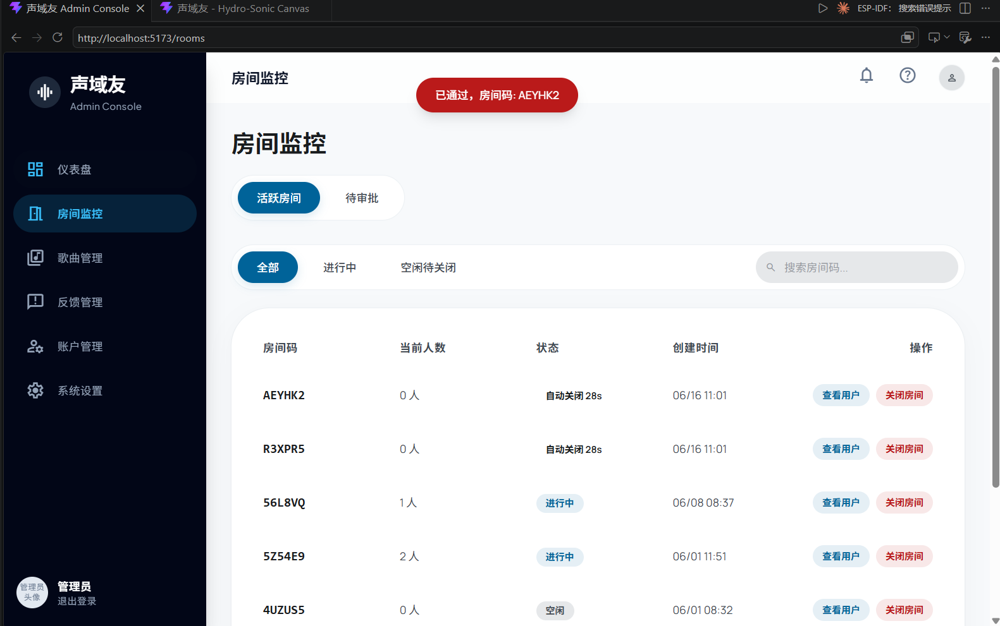 声域友 Admin Console
声域友 - Hydro-Sonic Canvas
ESP-IDF: 搜索错误提示
http://localhost:5173/rooms
声域友
Admin Console
仪表盘
房间监控
歌曲管理
反馈管理
账户管理
系统设置
管理员头像
管理员
退出登录
房间监控
已通过，房间码: AEYHK2
房间监控
活跃房间 待审批
全部 进行中 空闲待关闭 搜索房间码...
房间码 当前人数 状态 创建时间 操作
AEYHK2 0 人 自动关闭 28s 06/16 11:01 查看用户 关闭房间
R3XPR5 0 人 自动关闭 28s 06/16 11:01 查看用户 关闭房间
56L8VQ 1 人 进行中 06/08 08:37 查看用户 关闭房间
5Z54E9 2 人 进行中 06/01 11:51 查看用户 关闭房间
4UZUS5 0 人 空闲 06/01 08:32 查看用户 关闭房间